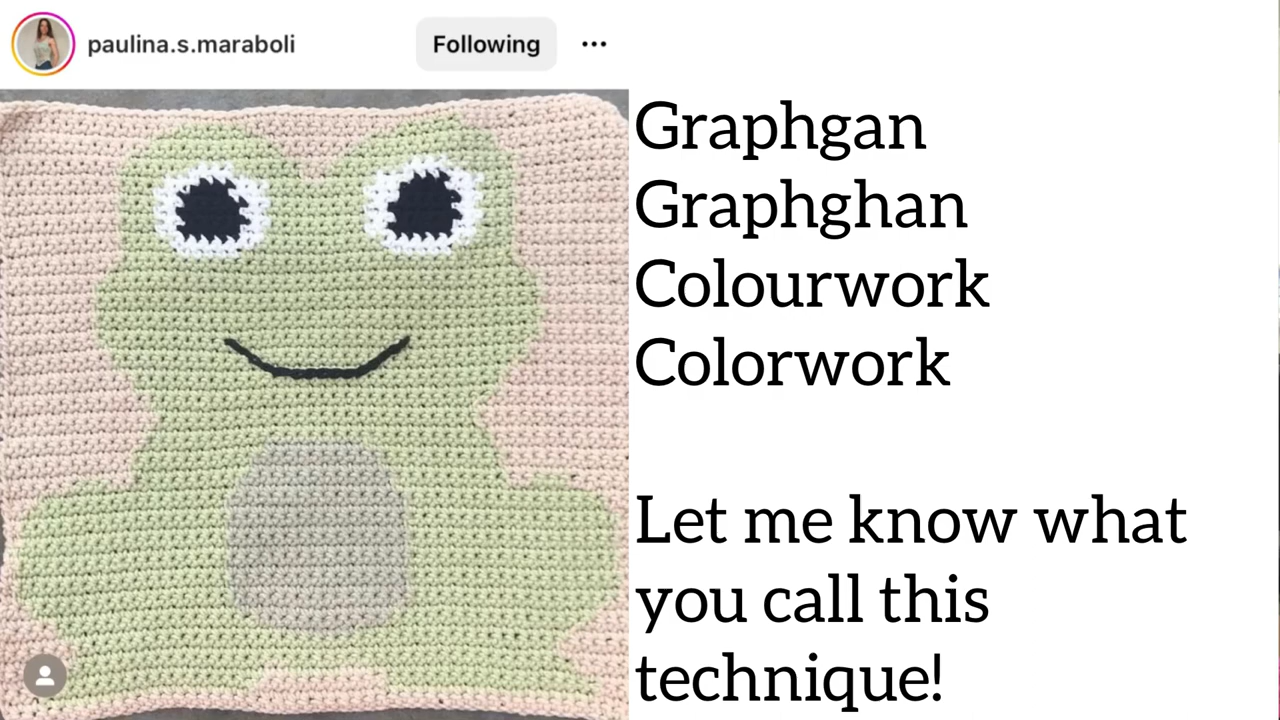 paulina.s.maraboli
Following
Graphgan
Graphghan
Colourwork
Colorwork
Let me know what
you call this
technique!